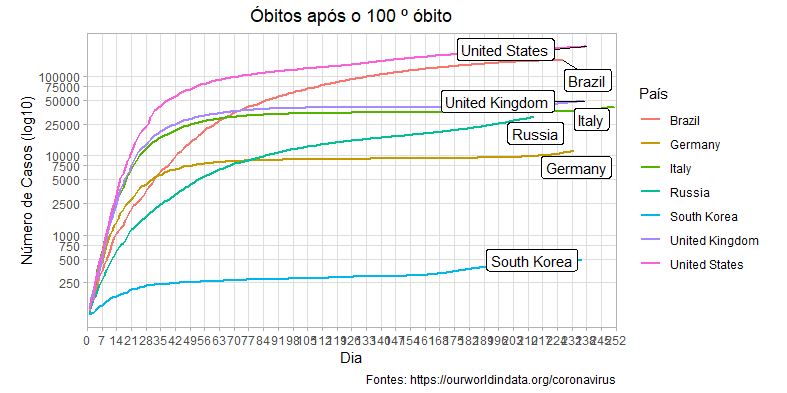 Óbitos após o 100 º óbito
Número de Casos (log10)
100000
75000
50000
25000
10000
7500
5000
2500
1000
750
500
250
United States
Brazil
United Kingdom
Italy
Russia
Germany
South Korea
0 7 14 21 28 35 42 49 56 63 70 77 84 91 98 105 112 119 126 133 140 147 154 161 168 175 182 189 196 203 210 217 224 231 238 245 252
Dia
País
Brazil
Germany
Italy
Russia
South Korea
United Kingdom
United States
Fontes: https://ourworldindata.org/coronavirus